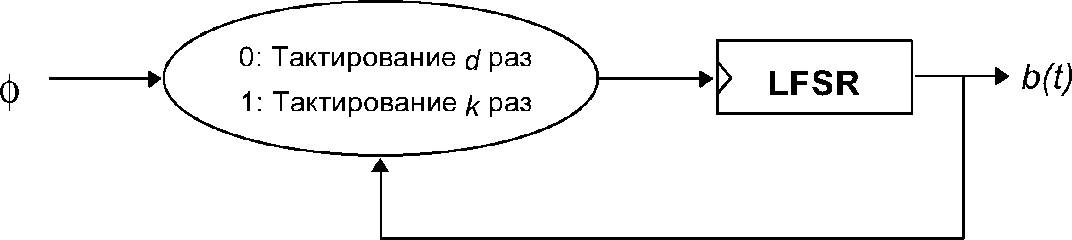 ϕ
0: Тактирование d раз
1: Тактирование k раз
LFSR
b(t)